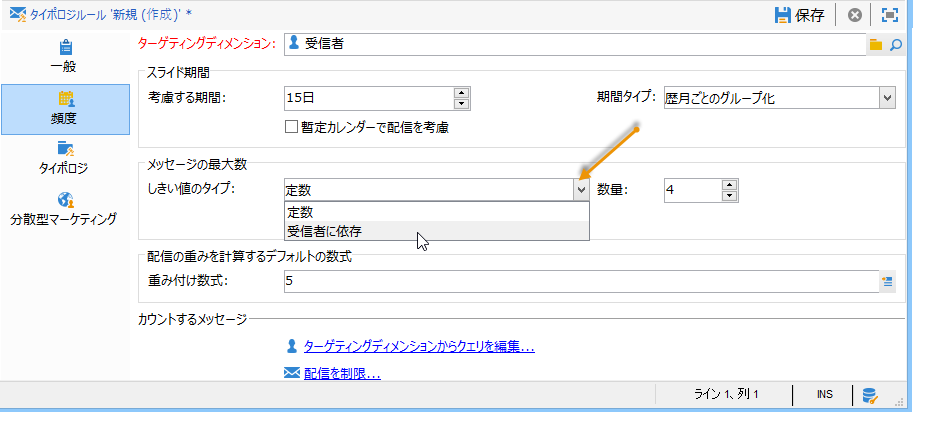 タイポロジルール '新規 (作成)' *
保存
一般
頻度
タイポロジ
分散型マーケティング
ターゲティングディメンション:
受信者
スライド期間
考慮する期間:
15日
期間タイプ:
歴月ごとのグループ化
暫定カレンダーで配信を考慮
メッセージの最大数
しきい値のタイプ:
定数
数量:
4
定数
受信者に依存
配信の重みを計算するデフォルトの数式
重み付け数式:
5
カウントするメッセージ
ターゲティングディメンションからクエリを編集...
配信を制限...
ライン 1、列 1
INS